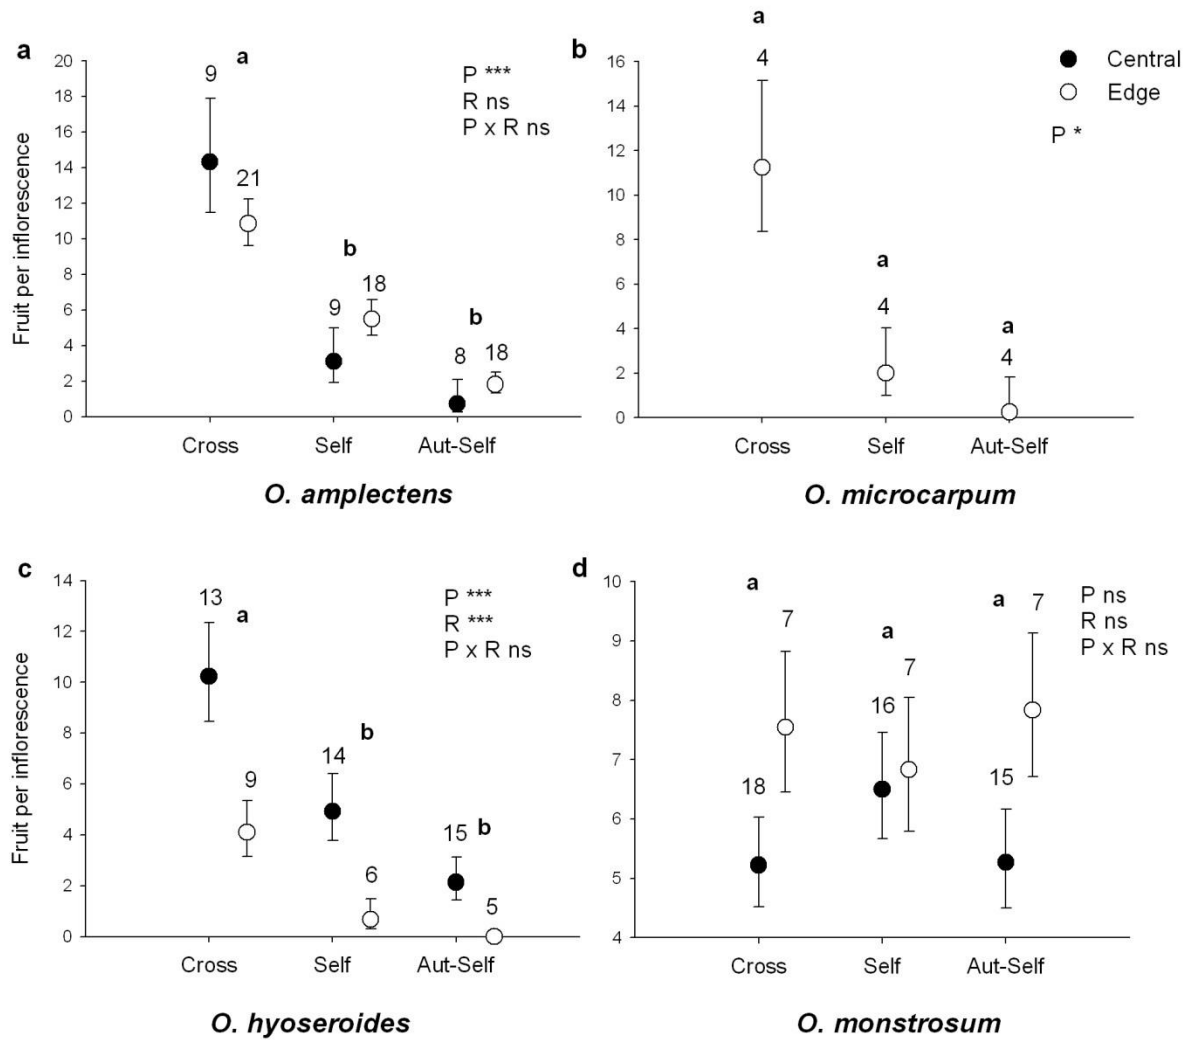 a
Fruit per inflorescence
20
18
16
14
12
10
8
6
4
2
0
9
a
21
9
b
18
8
b
18
P ***
R ns
P x R ns
Cross Self Aut-Self
O. amplectens
b
16
14
12
10
8
6
4
2
0
a
4
a
4
a
4
Central
Edge
P *
Cross Self Aut-Self
O. microcarpum
c
Fruit per inflorescence
14
12
10
8
6
4
2
0
13
a
9
14
b
6
15
b
5
P ***
R ***
P x R ns
Cross Self Aut-Self
O. hyoseroides
d
10
9
8
7
6
5
4
18
a
7
16
a
7
15
a
7
P ns
R ns
P x R ns
Cross Self Aut-Self
O. monstrosum